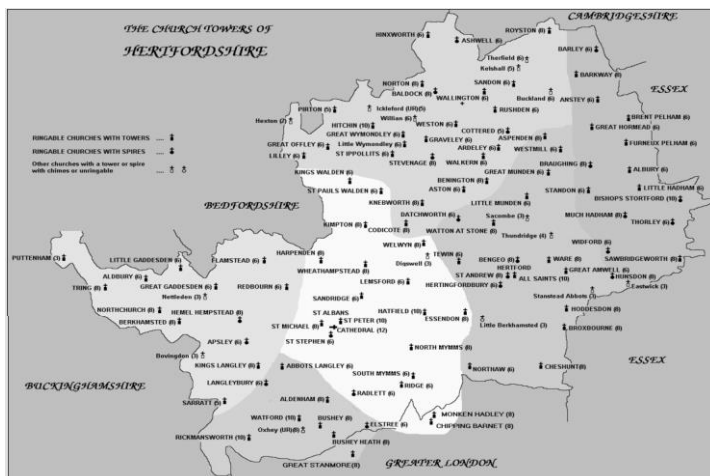 THE CHURCH TOWERS OF
HERTFORDSHIRE
CAMBRIDGESHIRE
HINXWORTH (6)
ASHWELL (6)
ROYSTON (8)
BARLEY (6)
Therfield (6)
Kelshall (5)
BARKWAY (8)
ESSEX
NORTON (8)
SANDON (6)
BALDOCK (8)
WALLINGTON (6)
Buckland (6)
ANSTEY (6)
PIRTON (5)
Ickleford (UR)(5)
RUSHDEN (6)
Hexton (2)
Willian (6)
WESTON (6)
BRENT PELHAM (6)
HITCHIN (10)
COTTERED (5)
GREAT HORMEAD (6)
RINGABLE CHURCHES WITH TOWERS ....
GREAT WYMONDLEY (6)
GRAVELEY (6)
ASPENDEN (8)
GREAT OFFLEY (6)
Little Wymondley (6)
ARDELEY (6)
WESTMILL (6)
FURNEUX PELHAM (8)
RINGABLE CHURCHES WITH SPIRES ....
LILLEY (6)
ST IPPOLITS (6)
STEVENAGE (8)
WALKERN (6)
BRAUGHING (8)
Other churches with a tower or spire
with chimes or unringable ....
KINGS WALDEN (6)
GREAT MUNDEN (6)
ALBURY (6)
BENINGTON (8)
ST PAULS WALDEN (6)
ASTON (6)
STANDON (6)
LITTLE HADHAM (6)
LITTLE MUNDEN (6)
BISHOPS STORTFORD (10)
BEDFORDSHIRE
KNEBWORTH (8)
DATCHWORTH (6)
Sacombe (3)
MUCH HADHAM (8)
THORLEY (6)
KIMPTON (8)
CODICOTE (8)
WATTON AT STONE (8)
Thundridge (4)
WELWYN (8)
WIDFORD (6)
PUTTENHAM (3)
LITTLE GADDESDEN (6)
HARPENDEN (8)
TEWIN (6)
FLAMSTEAD (6)
Digswell (3)
BENGEO (8)
WARE (8)
SAWBRIDGEWORTH (8)
ALDBURY (6)
WHEATHAMPSTEAD (8)
HERTFORD
GREAT AMWELL (6)
ST ANDREW (8)
ALL SAINTS (10)
HUNSDON (8)
TRING (8)
GREAT GADDESDEN (6)
REDBOURN (6)
LEMSFORD (6)
HERTINGFORDBURY (6)
Eastwick (3)
Nettleden (3)
SANDRIDGE (6)
Stanstead Abbots (3)
NORTHCHURCH (8)
HEMEL HEMPSTEAD (8)
ST ALBANS
HATFIELD (10)
HODDESDON (8)
BERKHAMSTED (8)
ST PETER (10)
ESSENDON (8)
ST MICHAEL (8)
CATHEDRAL (12)
Little Berkhamsted (3)
BROXBOURNE (8)
APSLEY (6)
ST STEPHEN (6)
NORTH MYMMS (8)
Bovingdon (3)
ESSEX
KINGS LANGLEY (8)
ABBOTS LANGLEY (6)
NORTHAW (6)
CHESHUNT(8)
BUCKINGHAMSHIRE
SOUTH MYMMS (6)
LANGLEYBURY (6)
RIDGE (6)
RADLETT (6)
SARRATT (5)
ALDENHAM (8)
MONKEN HADLEY (8)
WATFORD (10)
BUSHEY (8)
ELSTREE (6)
CHIPPING BARNET (8)
Oxhey (UR)(8)
RICKMANSWORTH (10)
BUSHEY HEATH (8)
GREAT STANMORE(8)
GREATER LONDON